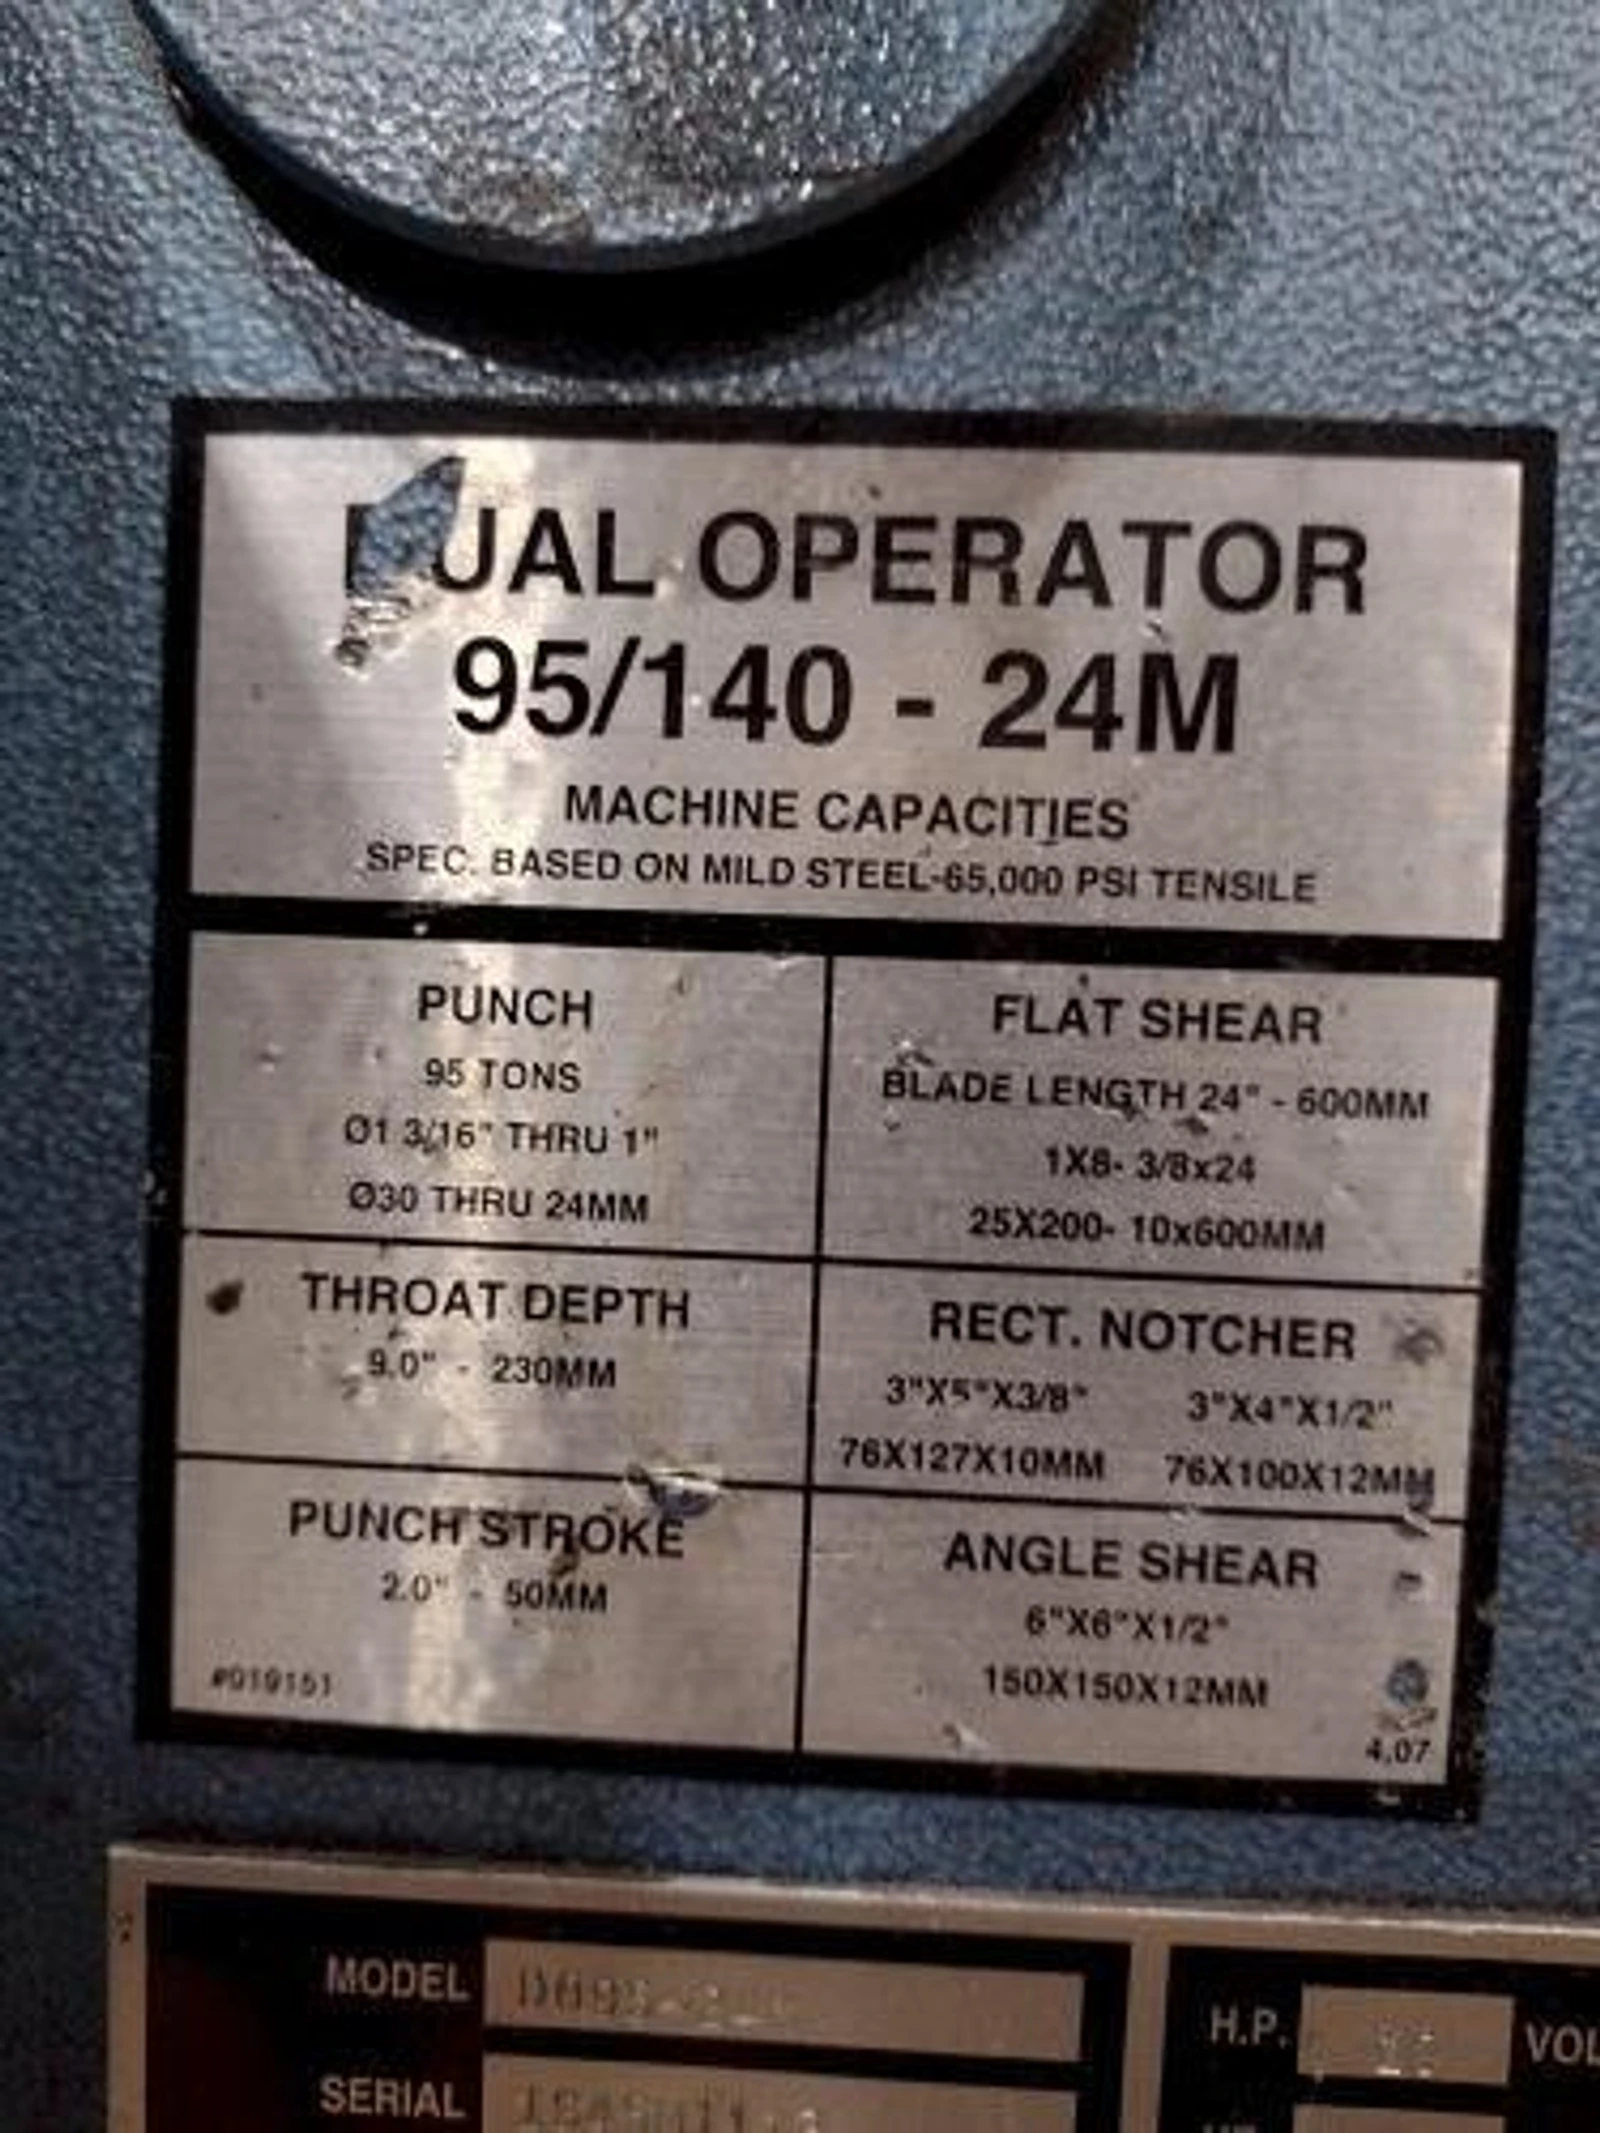 UAL OPERATOR
95/140 - 24M
MACHINE CAPACITIES
SPEC. BASED ON MILD STEEL-65,000 PSI TENSILE
PUNCH
95 TONS
Ø1 3/16" THRU 1"
Ø30 THRU 24MM
FLAT SHEAR
BLADE LENGTH 24" - 600MM
1X8- 3/8x24
25X200- 10x600MM
THROAT DEPTH
9.0" - 230MM
RECT. NOTCHER
3"X5"X3/8" 3"X4"X1/2"
76X127X10MM 76X100X12MM
PUNCH STROKE
2.0" - 50MM
#019151
ANGLE SHEAR
6"X6"X1/2"
150X150X12MM
4.07
MODEL
SERIAL
H.P.
VOL